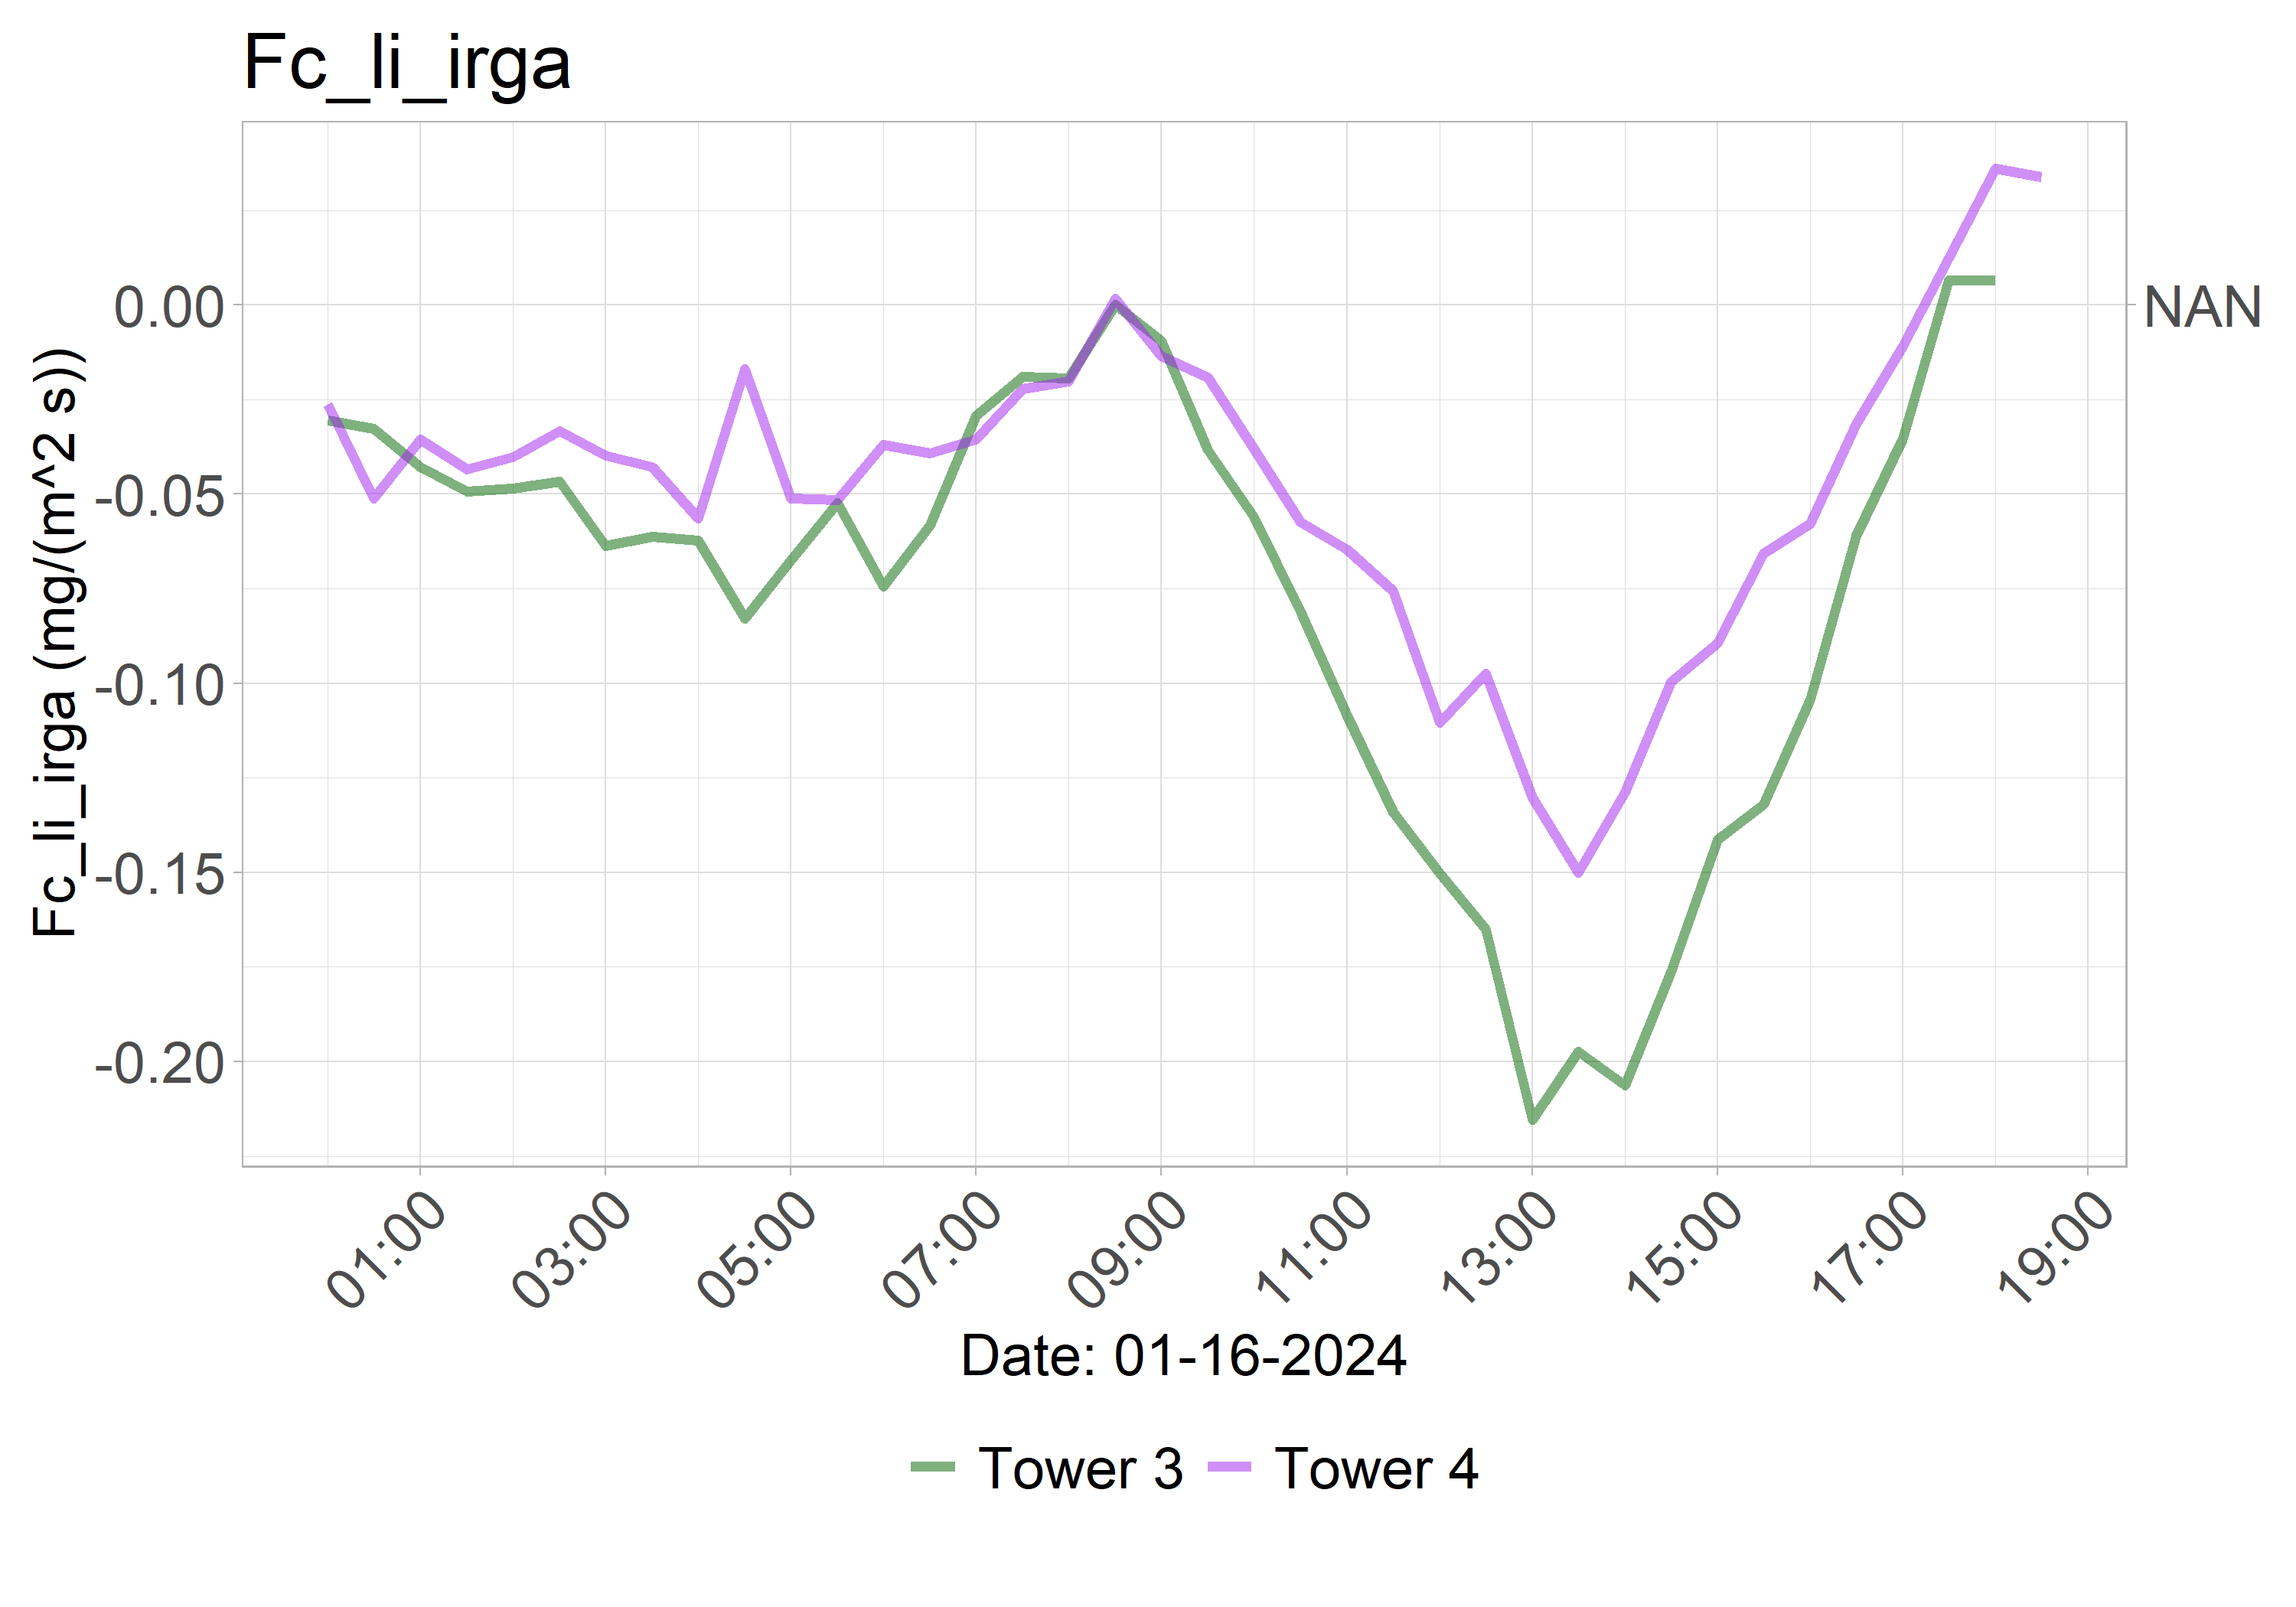 Fc_li_irga
Fc_li_irga (mg/(m^2 s))
0.00
-0.05
-0.10
-0.15
-0.20
NAN
01:00
03:00
05:00
07:00
09:00
11:00
13:00
15:00
17:00
19:00
Date: 01-16-2024
Tower 3
Tower 4